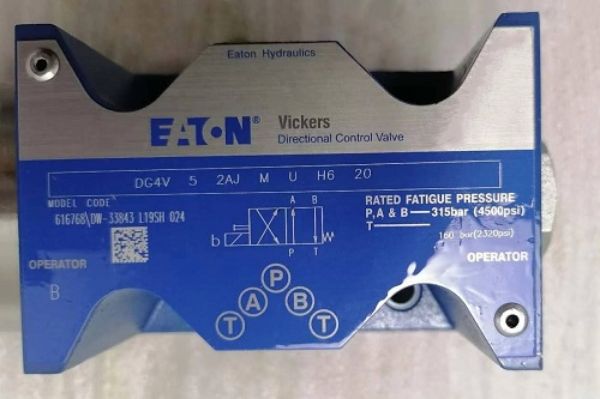 Eaton Hydraulics
EATON® Vickers
Directional Control Valve
DG4V 5 2AJ M U H6 20
MODEL CODE
616768\DW-33843 L19SH 024
RATED FATIGUE PRESSURE
P,A & B — 315bar (4500psi)
T — 160 bar(2320psi)
A B
b
P T
OPERATOR
B
OPERATOR
T A P B T